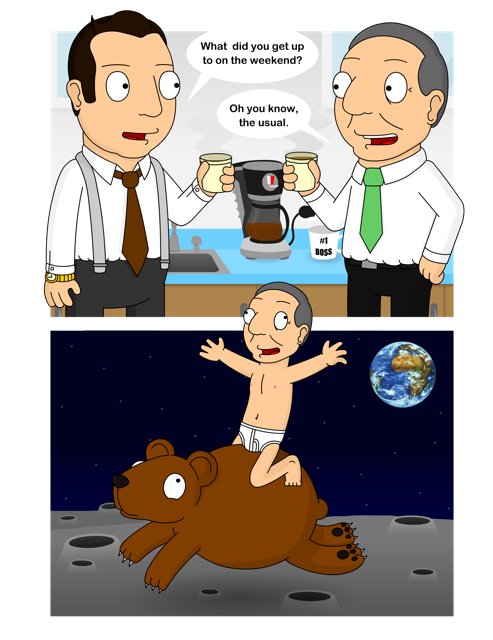 What did you get up
to on the weekend?
Oh you know,
the usual.
#1
BOSS